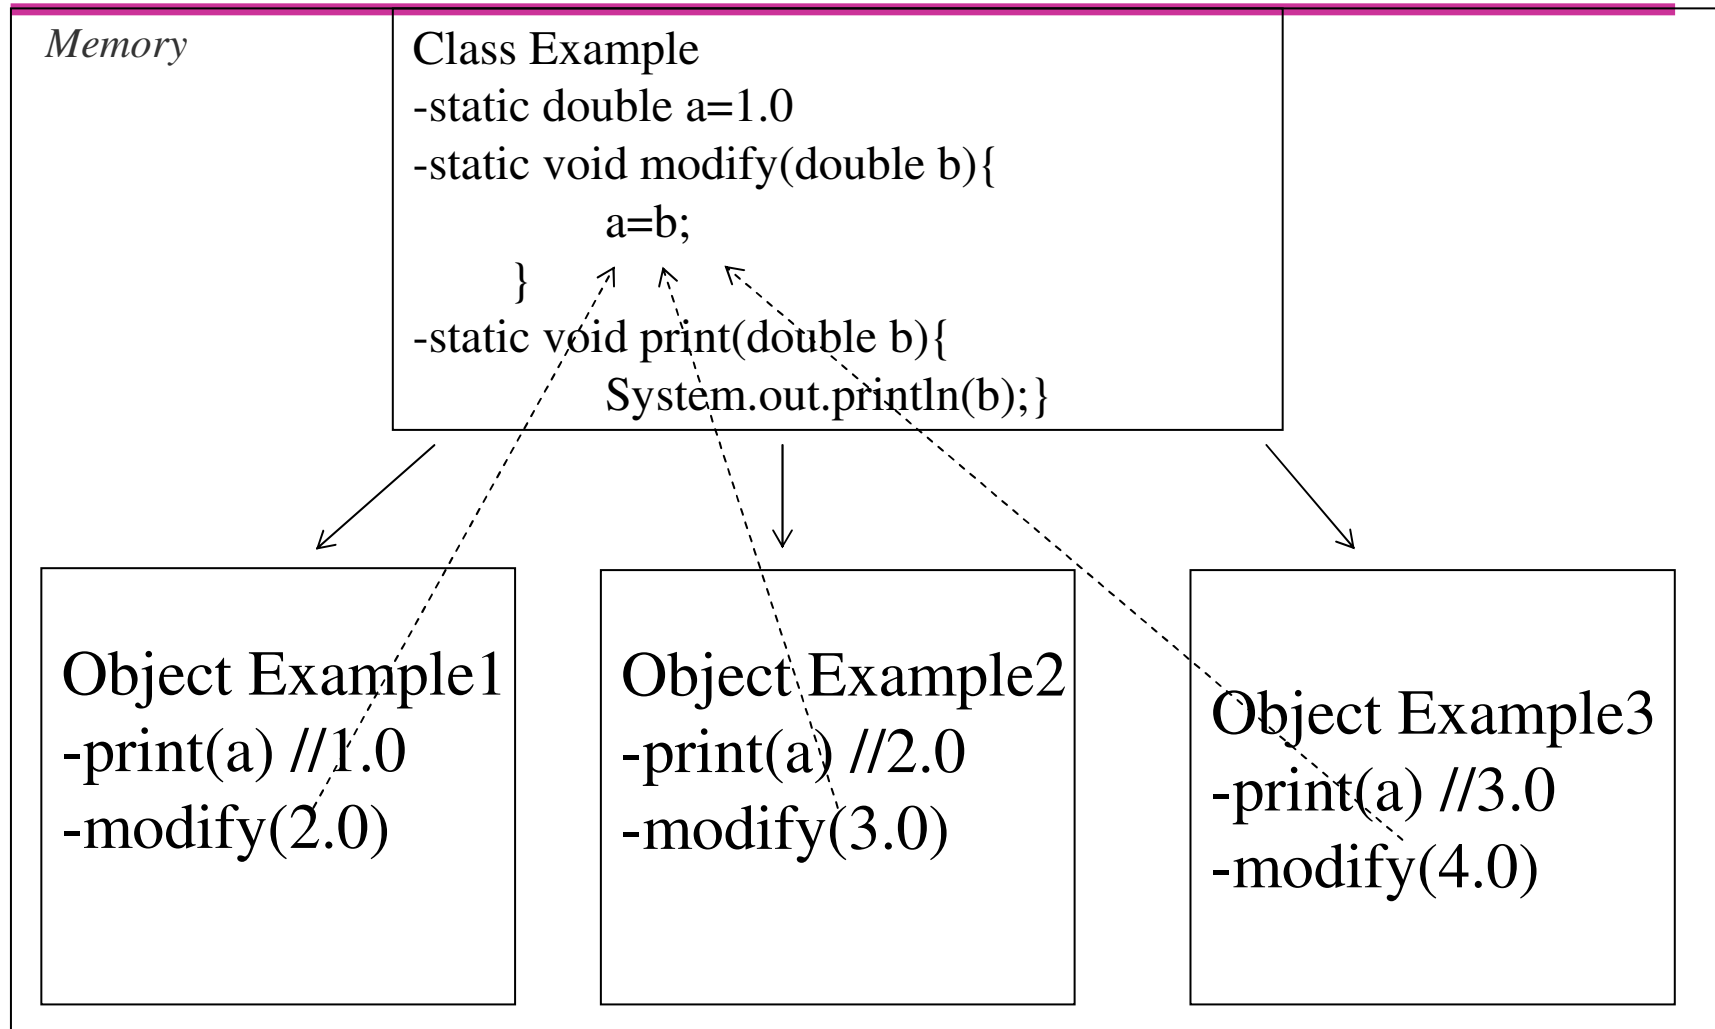 Memory
Class Example
-static double a=1.0
-static void modify(double b){
a=b;
}
-static void print(double b){
System.out.println(b);}
Object Example1
-print(a) //1.0
-modify(2.0)
Object Example2
-print(a) //2.0
-modify(3.0)
Object Example3
-print(a) //3.0
-modify(4.0)